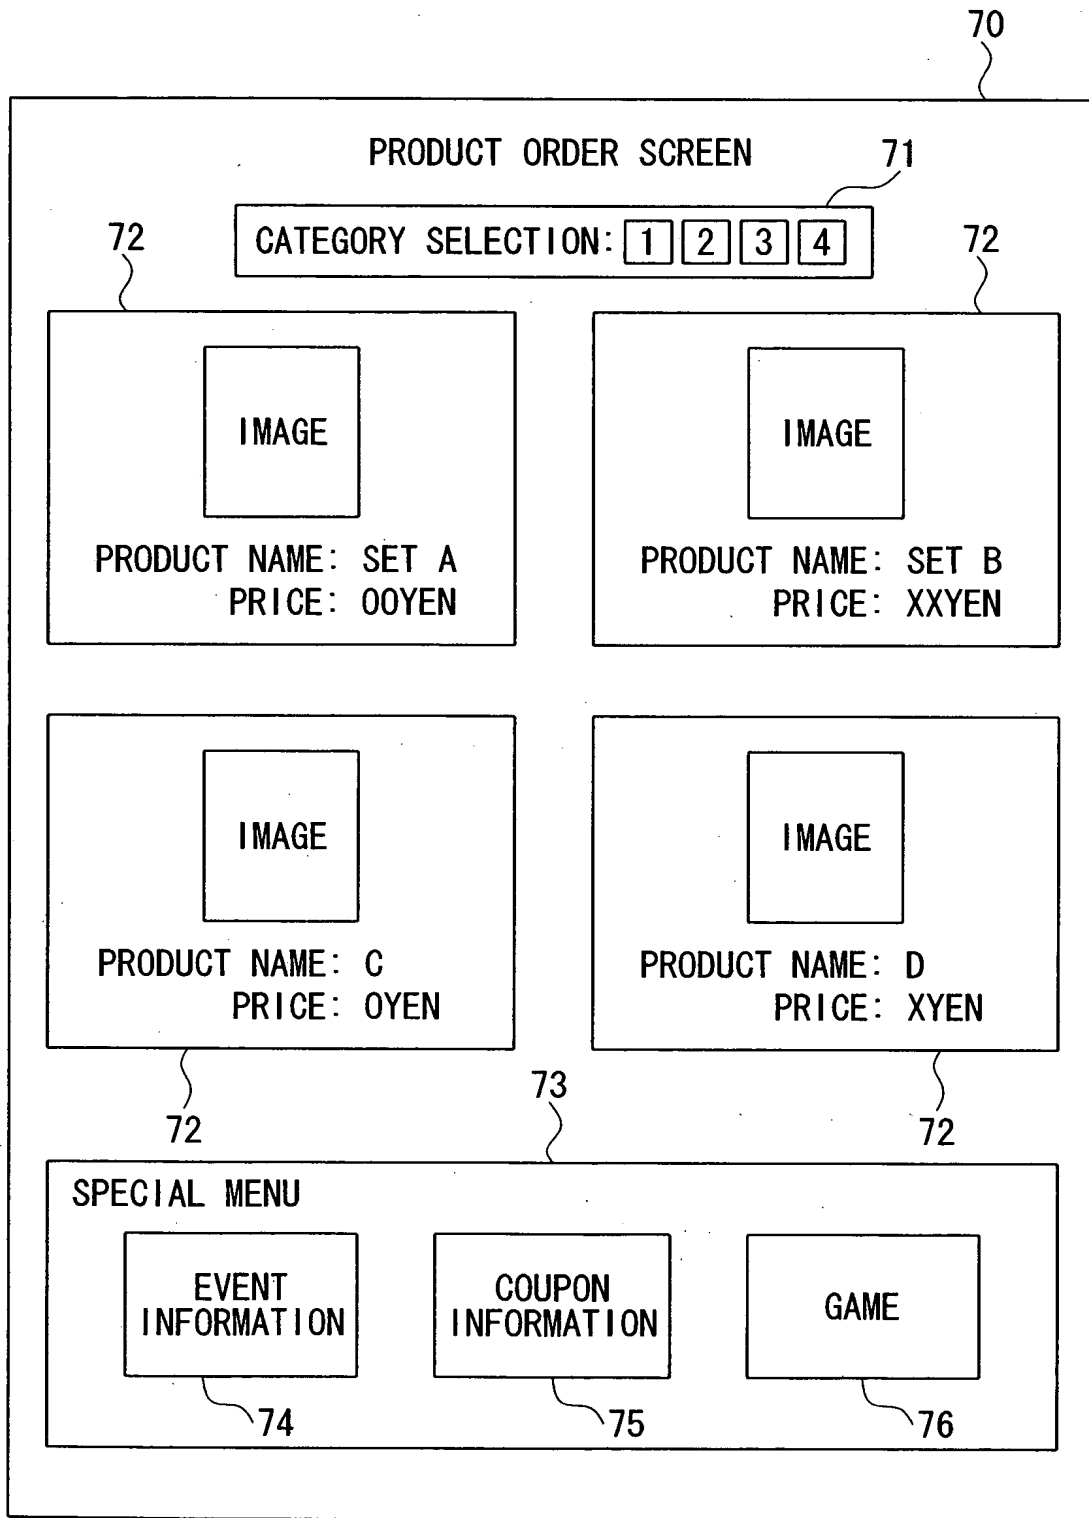 70
PRODUCT ORDER SCREEN
71
CATEGORY SELECTION: 1 2 3 4
72
72
IMAGE
PRODUCT NAME: SET A
PRICE: OOYEN
IMAGE
PRODUCT NAME: SET B
PRICE: XXYEN
IMAGE
PRODUCT NAME: C
PRICE: OYEN
IMAGE
PRODUCT NAME: D
PRICE: XYEN
72
72
73
SPECIAL MENU
EVENT
INFORMATION
COUPON
INFORMATION
GAME
74
75
76